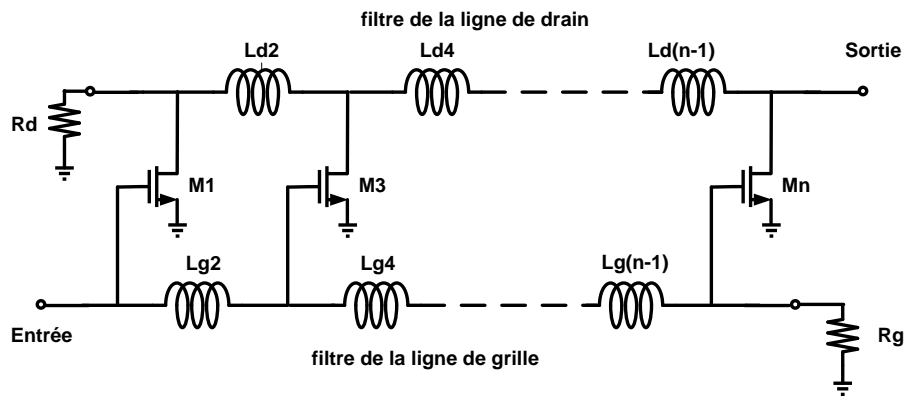 filtre de la ligne de drain
Ld2
Ld4
Ld(n-1)
Sortie
Rd
M1
M3
Mn
Lg2
Lg4
Lg(n-1)
Entrée
filtre de la ligne de grille
Rg